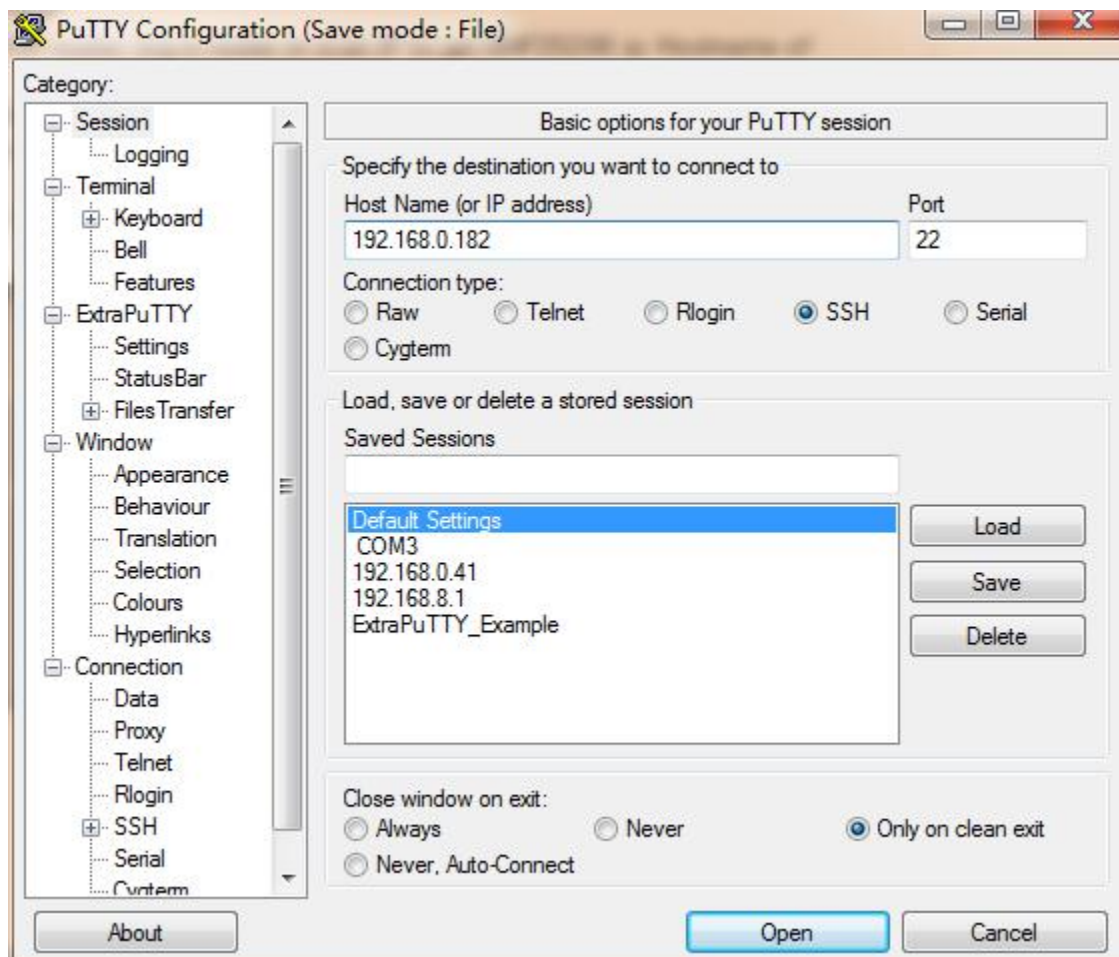 PuTTY Configuration (Save mode : File)
Category:
Session
Logging
Terminal
Keyboard
Bell
Features
ExtraPuTTY
Settings
StatusBar
FilesTransfer
Window
Appearance
Behaviour
Translation
Selection
Colours
Hyperlinks
Connection
Data
Proxy
Telnet
Rlogin
SSH
Serial
Cygterm
Basic options for your PuTTY session
Specify the destination you want to connect to
Host Name (or IP address) Port
192.168.0.182 22
Connection type:
Raw Telnet Rlogin SSH Serial
Cygterm
Load, save or delete a stored session
Saved Sessions
Default Settings
COM3
192.168.0.41
192.168.8.1
ExtraPuTTY_Example
Load
Save
Delete
Close window on exit:
Always Never Only on clean exit
Never, Auto-Connect
About Open Cancel